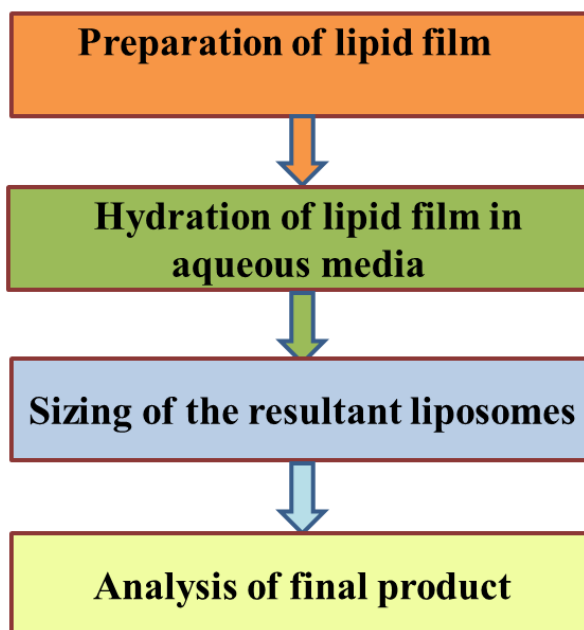 Preparation of lipid film
Hydration of lipid film in
aqueous media
Sizing of the resultant liposomes
Analysis of final product